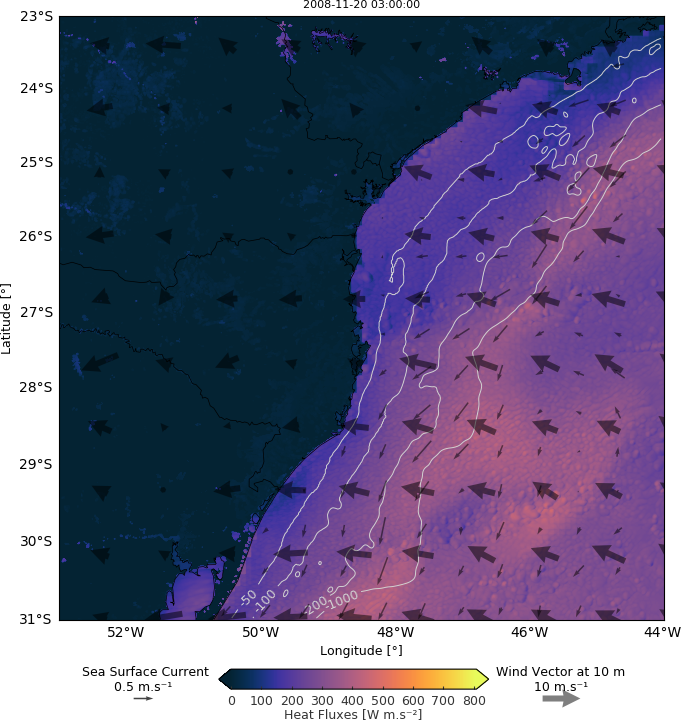 2008-11-20 03:00:00
23°S
24°S
25°S
26°S
27°S
28°S
29°S
30°S
31°S
Latitude [°]
-50
-100
-200
-1000
52°W
50°W
48°W
46°W
44°W
Longitude [°]
Sea Surface Current
0.5 m.s⁻¹
0 100 200 300 400 500 600 700 800
Heat Fluxes [W m.s⁻²]
Wind Vector at 10 m
10 m.s⁻¹